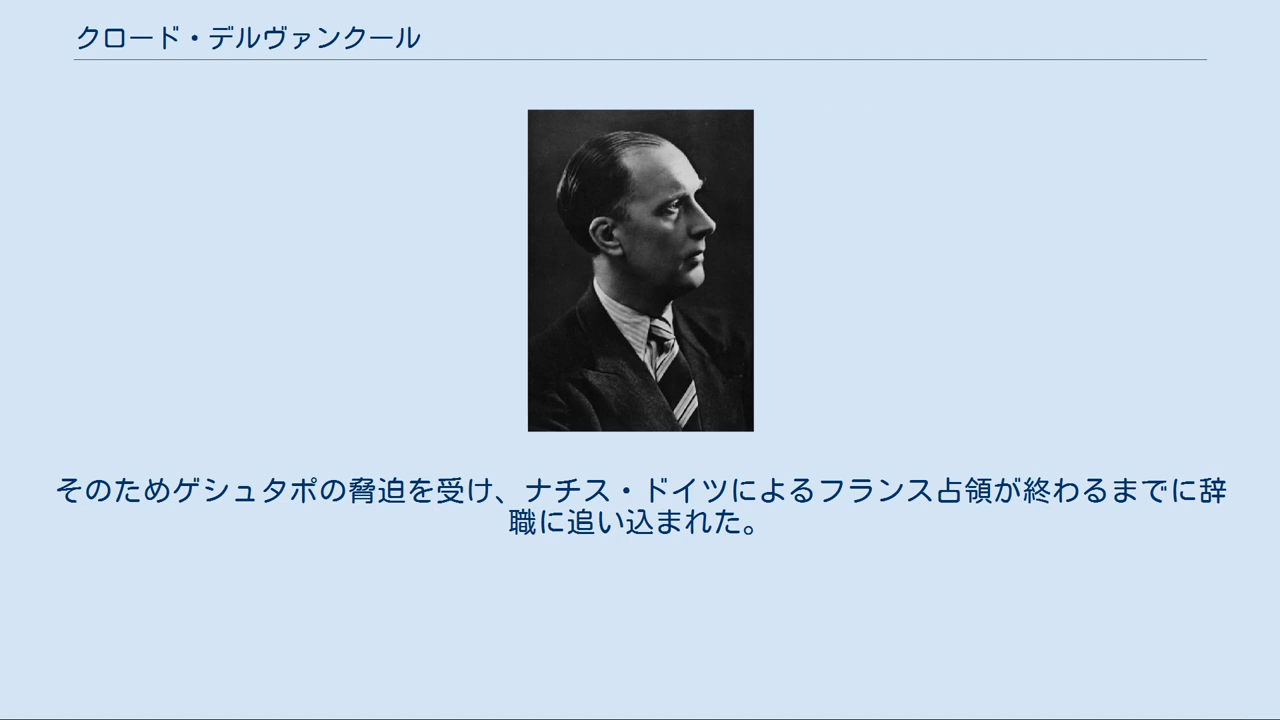 クロード・デルヴァンクール
そのためゲシュタポの脅迫を受け、ナチス・ドイツによるフランス占領が終わるまでに辞
職に追い込まれた。